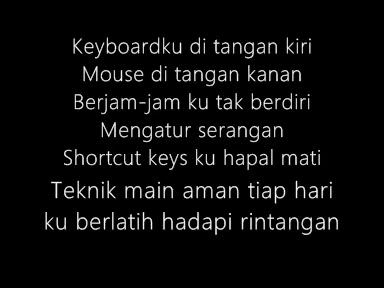 Keyboardku di tangan kiri
Mouse di tangan kanan
Berjam-jam ku tak berdiri
Mengatur serangan
Shortcut keys ku hapal mati
Teknik main aman tiap hari
ku berlatih hadapi rintangan